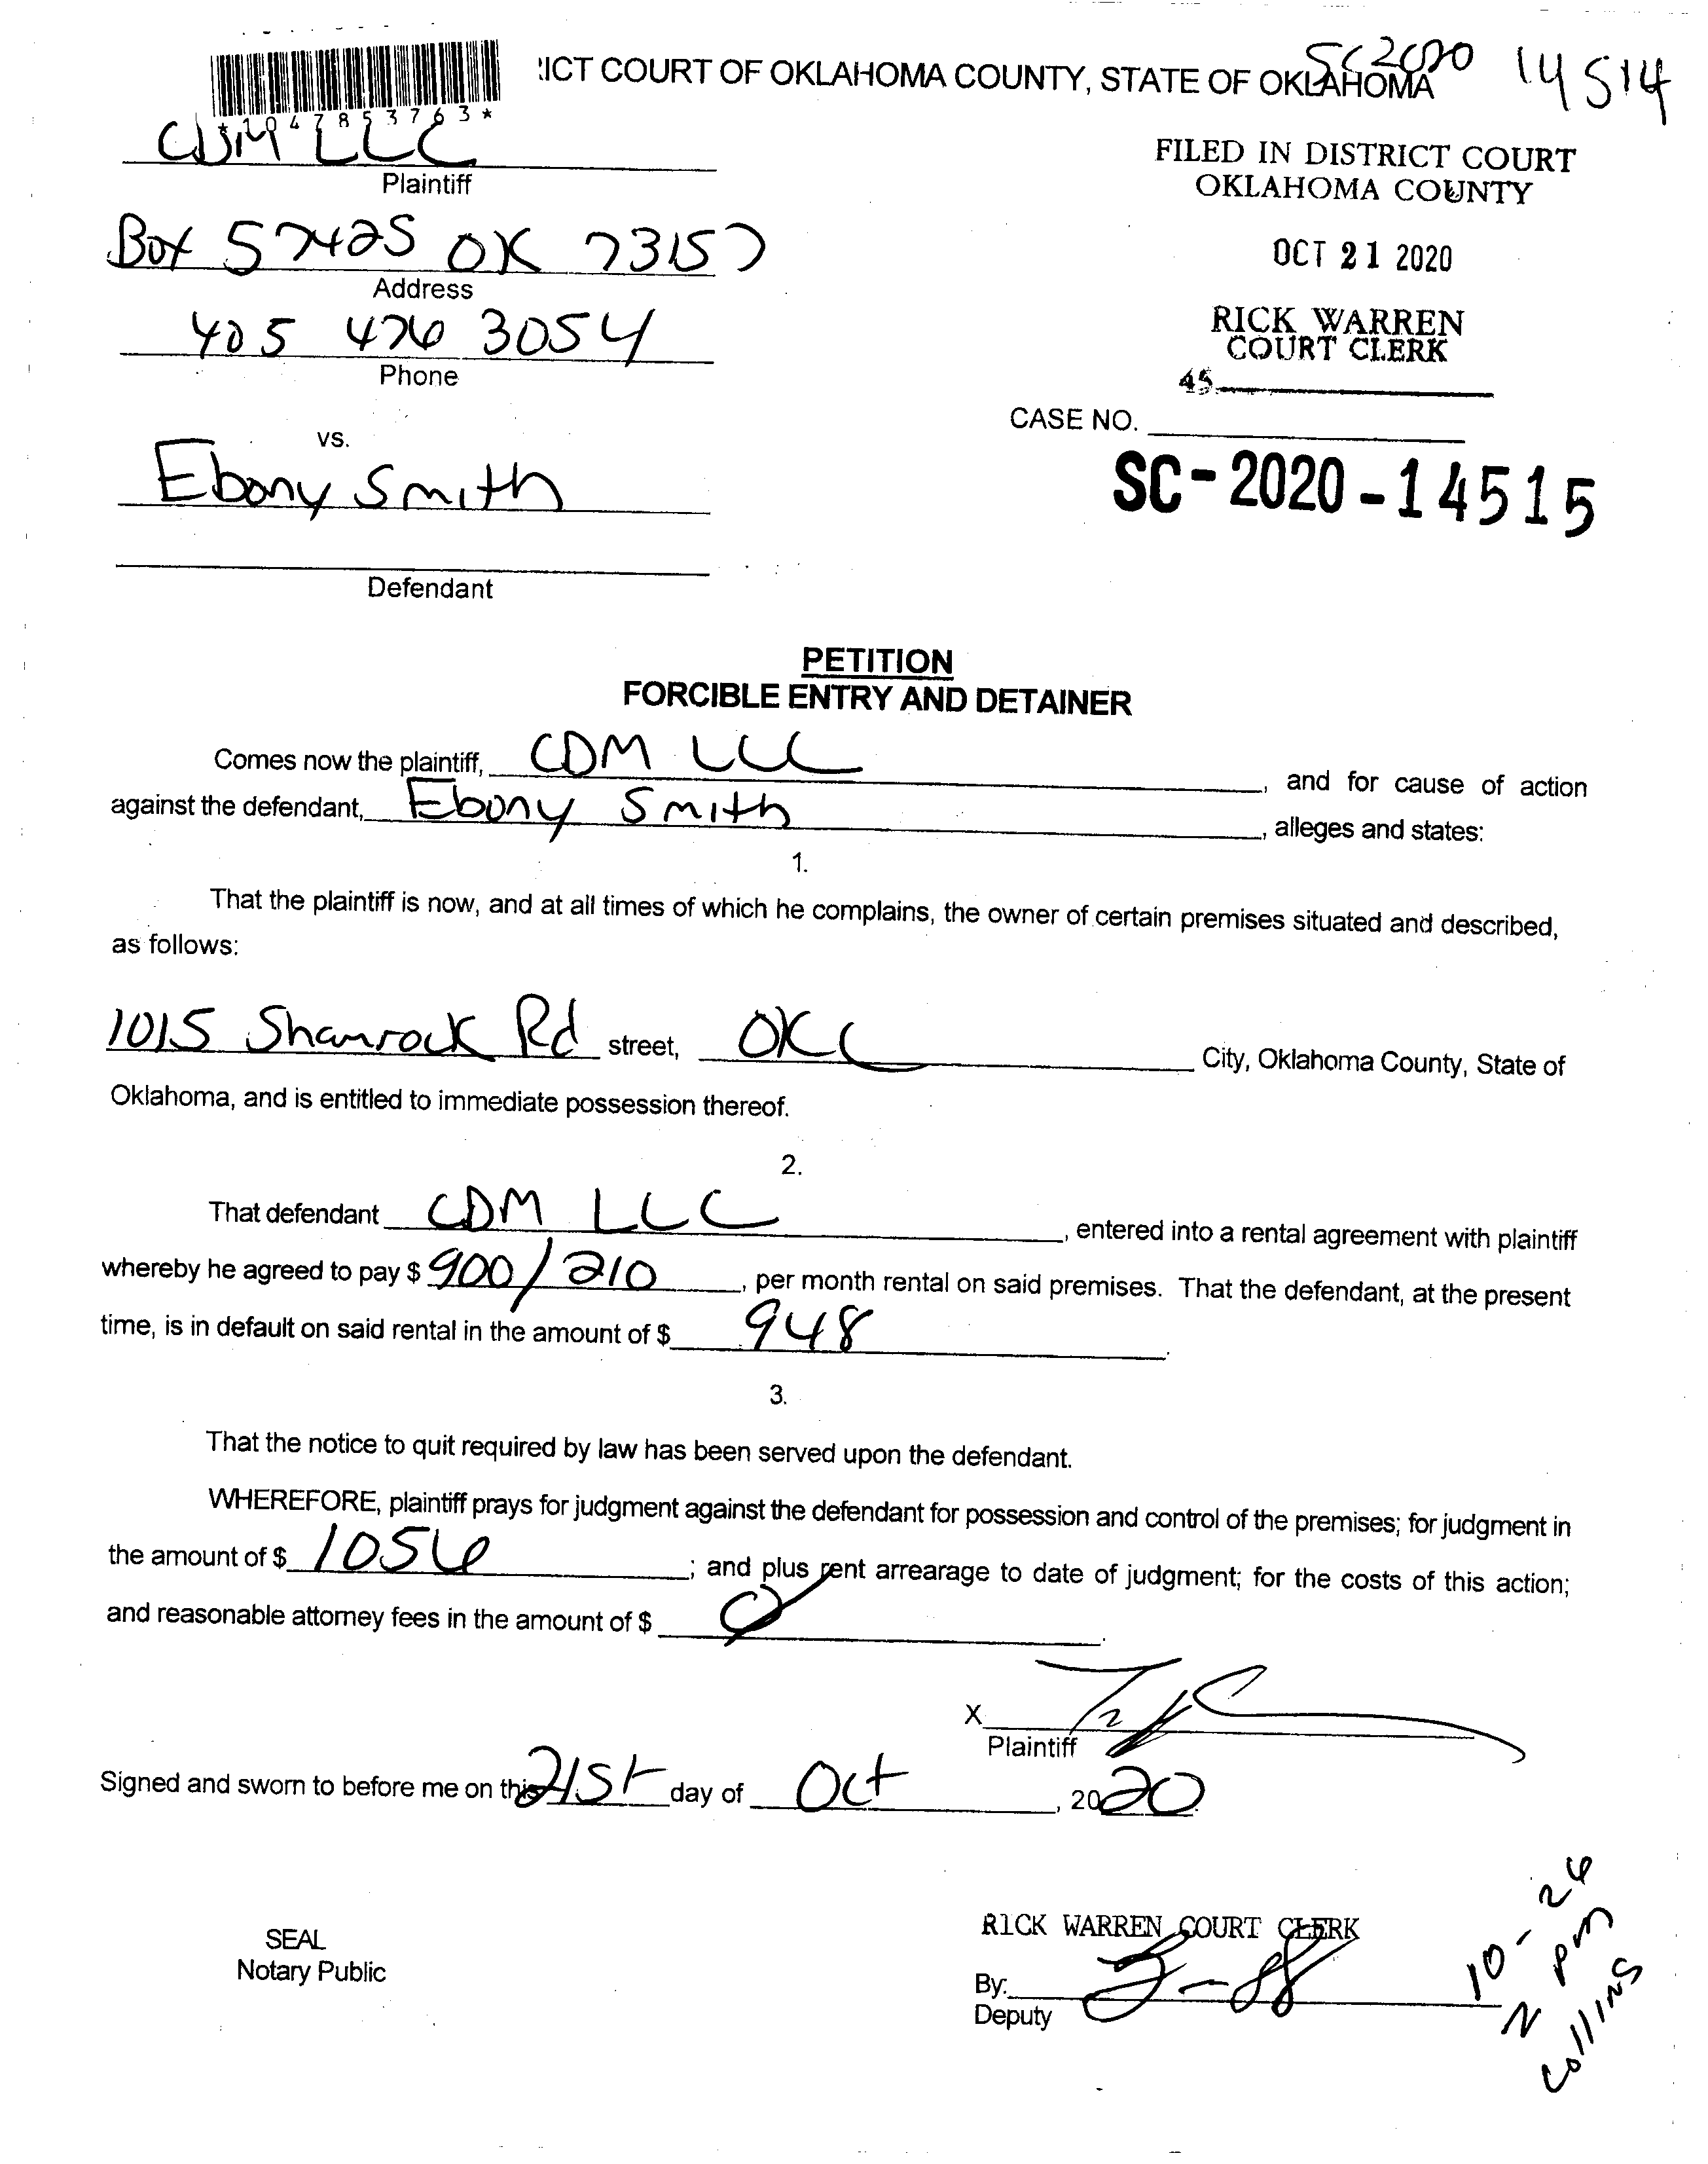 'ICT COURT OF OKLAHOMA COUNTY, STATE OF OKLAHOMA
SC2020 14514
*1047853763*
CDM LLC
Plaintiff
FILED IN DISTRICT COURT
OKLAHOMA COUNTY
Box 57425 OK 73157
Address
OCT 21 2020
405 476 3054
Phone
RICK WARREN
COURT CLERK
45
CASE NO.
vs.
Ebony Smith
SC-2020-14515
Defendant
PETITION
FORCIBLE ENTRY AND DETAINER
Comes now the plaintiff, CDM LLC, and for cause of action
against the defendant, Ebony Smith, alleges and states:
1.
That the plaintiff is now, and at all times of which he complains, the owner of certain premises situated and described,
as follows:
1015 Shamrock Rd street, OKC City, Oklahoma County, State of
Oklahoma, and is entitled to immediate possession thereof.
2.
That defendant CDM LLC, entered into a rental agreement with plaintiff
whereby he agreed to pay $ 900/210, per month rental on said premises. That the defendant, at the present
time, is in default on said rental in the amount of $ 948.
3.
That the notice to quit required by law has been served upon the defendant.
WHEREFORE, plaintiff prays for judgment against the defendant for possession and control of the premises; for judgment in
the amount of $ 1056; and plus rent arrearage to date of judgment; for the costs of this action;
and reasonable attorney fees in the amount of $ 0.
X
Plaintiff
Signed and sworn to before me on this 21st day of Oct, 2020
SEAL
Notary Public
RICK WARREN COURT CLERK
By:
Deputy
10-26
2 pm
Collins